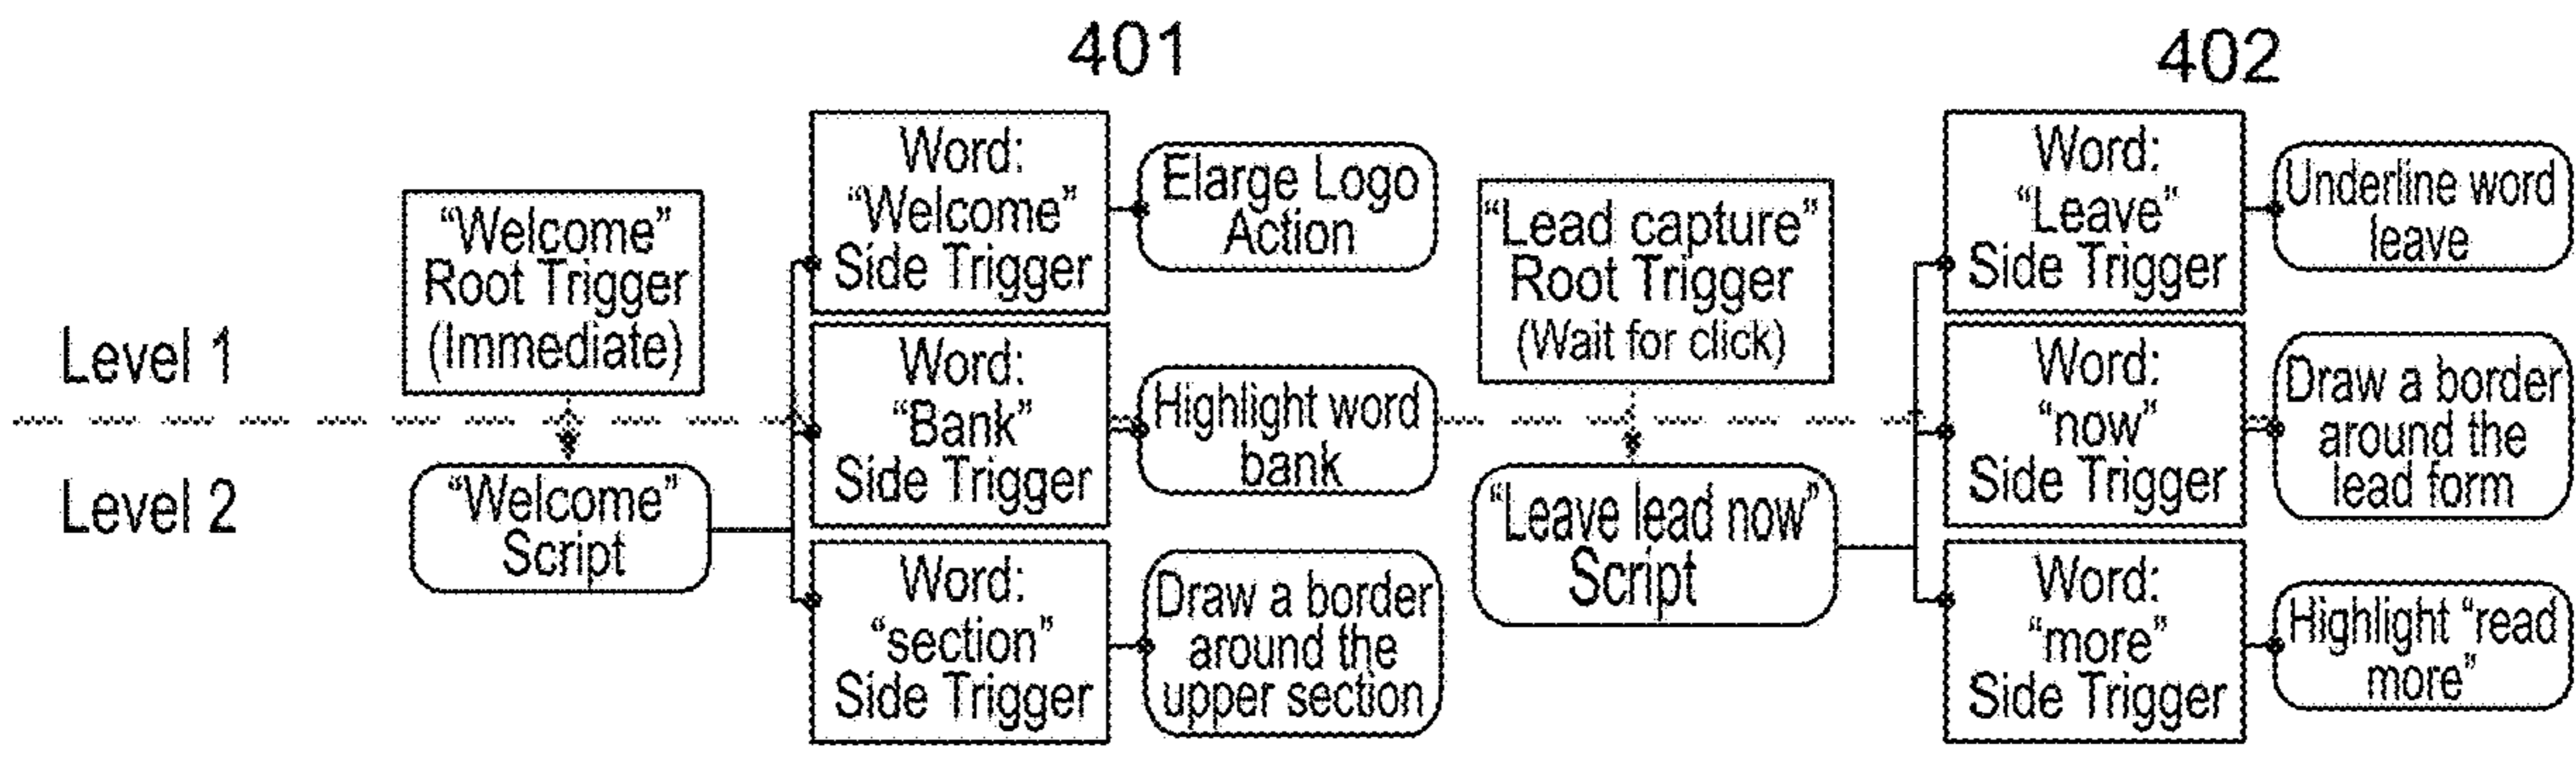 401
402
Level 1
Level 2
“Welcome”
Root Trigger
(Immediate)
“Welcome”
Script
Word:
“Welcome”
Side Trigger
Elarge Logo
Action
Word:
“Bank”
Side Trigger
Highlight word
bank
Word:
“section”
Side Trigger
Draw a border
around the
upper section
“Lead capture”
Root Trigger
(Wait for click)
“Leave lead now”
Script
Word:
“Leave”
Side Trigger
Underline word
leave
Word:
“now”
Side Trigger
Draw a border
around the
lead form
Word:
“more”
Side Trigger
Highlight “read
more”